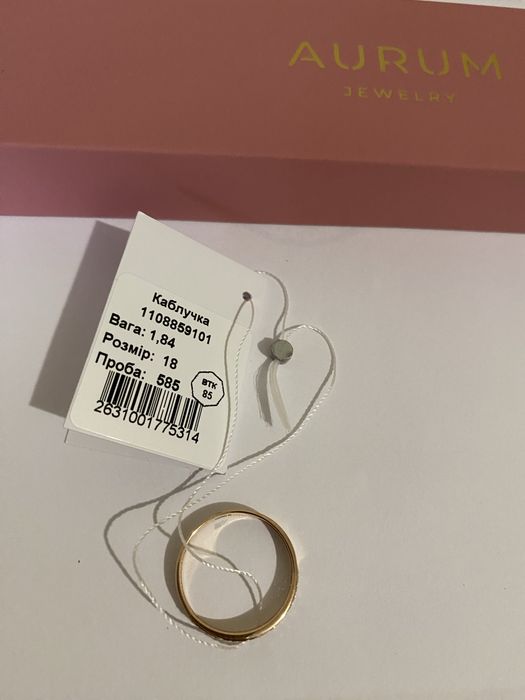 AURUM
JEWELRY
Каблучка
1108859101
Вага: 1,84
Розмір: 18
Проба: 585
ВТК
85
2631001775314